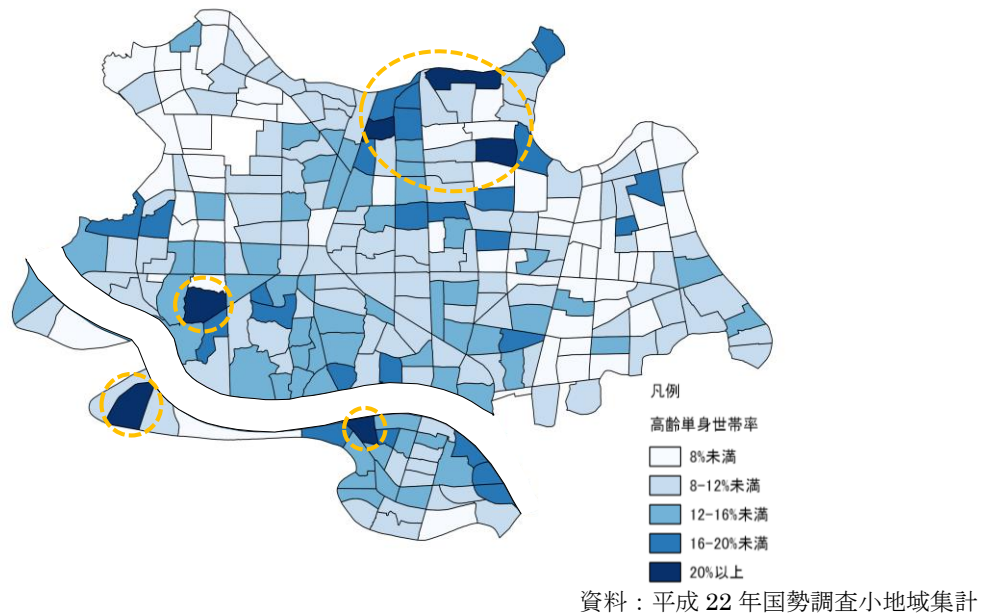 凡例
高齢単身世帯率
8%未満
8-12%未満
12-16%未満
16-20%未満
20%以上
資料：平成 22 年国勢調査小地域集計